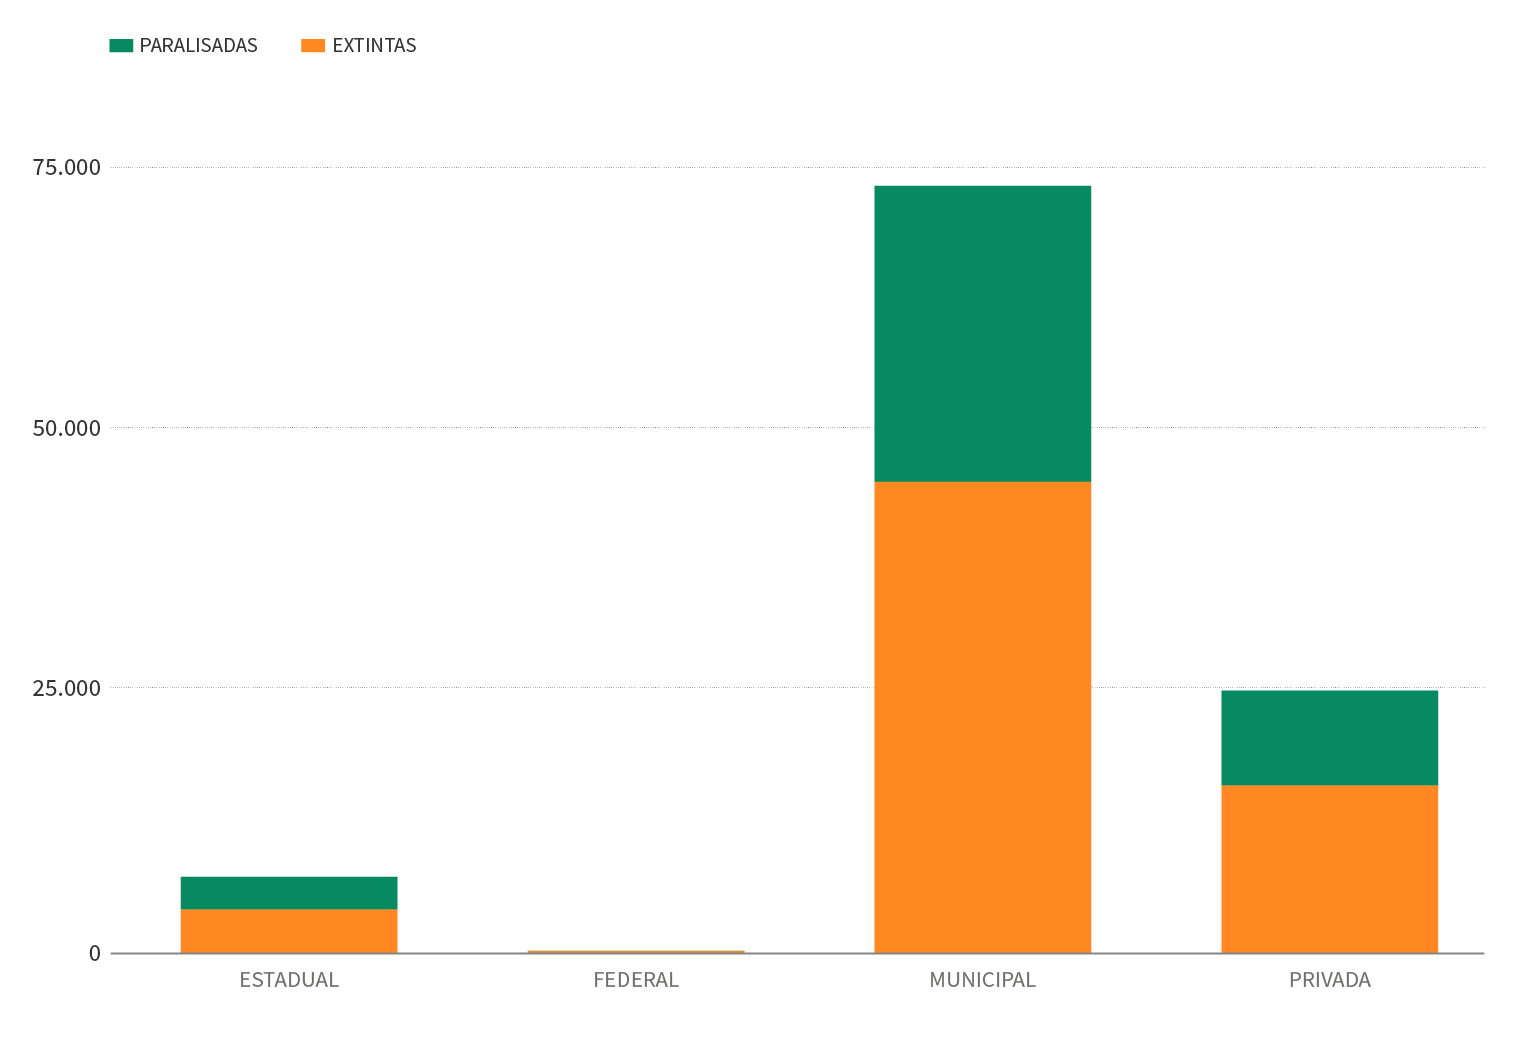 PARALISADAS EXTINTAS
75.000
50.000
25.000
0
ESTADUAL FEDERAL MUNICIPAL PRIVADA